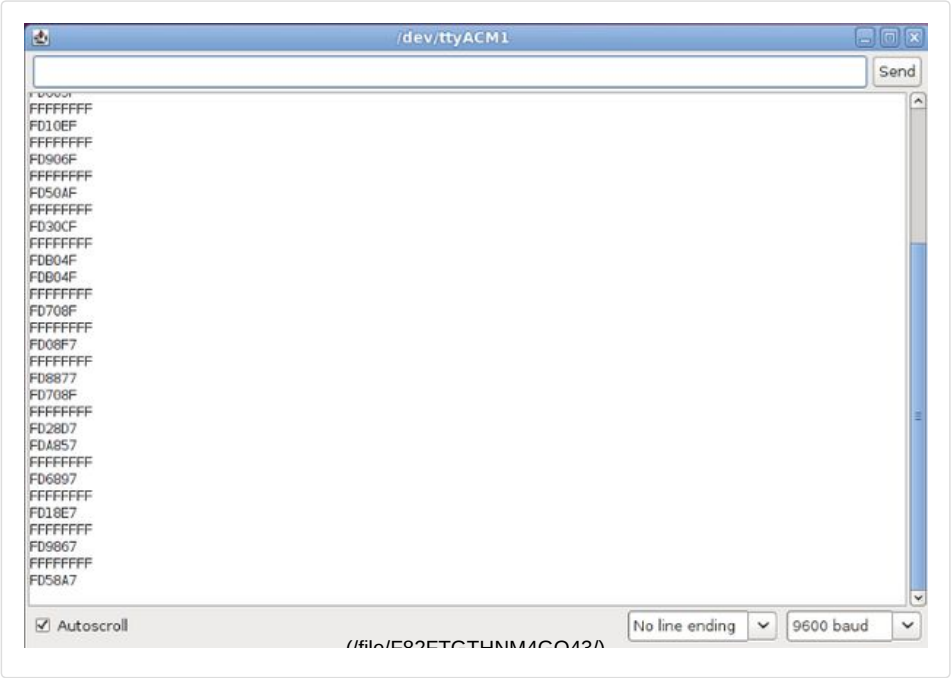 /dev/ttyACM1
Send
FFFFFFFF
FD10EF
FFFFFFFF
FD906F
FFFFFFFF
FD50AF
FFFFFFFF
FD30CF
FFFFFFFF
FDB04F
FDB04F
FFFFFFFF
FD708F
FFFFFFFF
FD08F7
FFFFFFFF
FD8877
FD708F
FFFFFFFF
FD28D7
FDA857
FFFFFFFF
FD6897
FFFFFFFF
FD18E7
FFFFFFFF
FD9867
FFFFFFFF
FD58A7
Autoscroll
No line ending
9600 baud